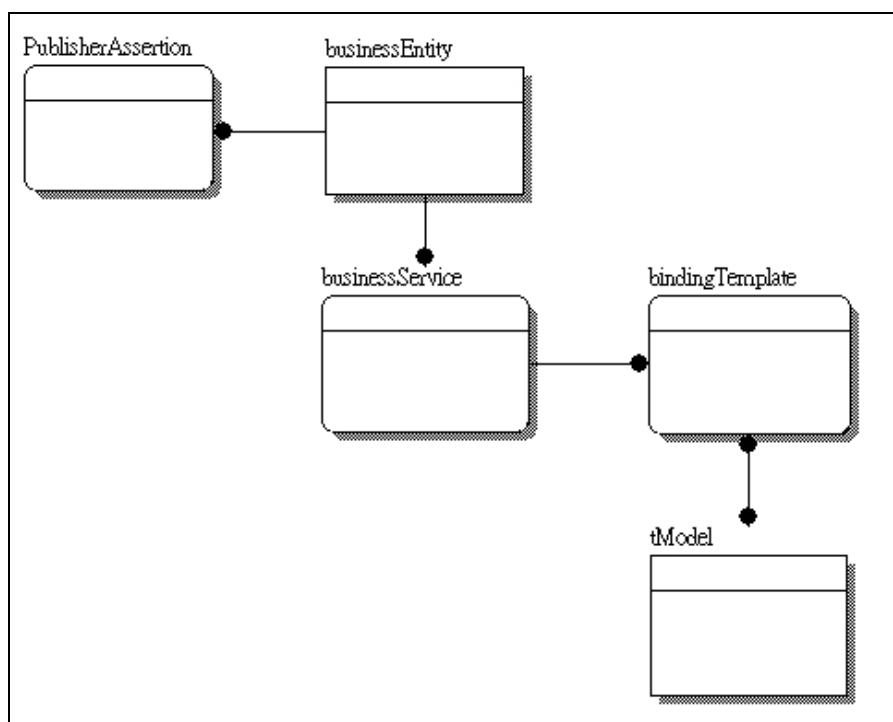 PublisherAssertion
businessEntity
businessService
bindingTemplate
tModel